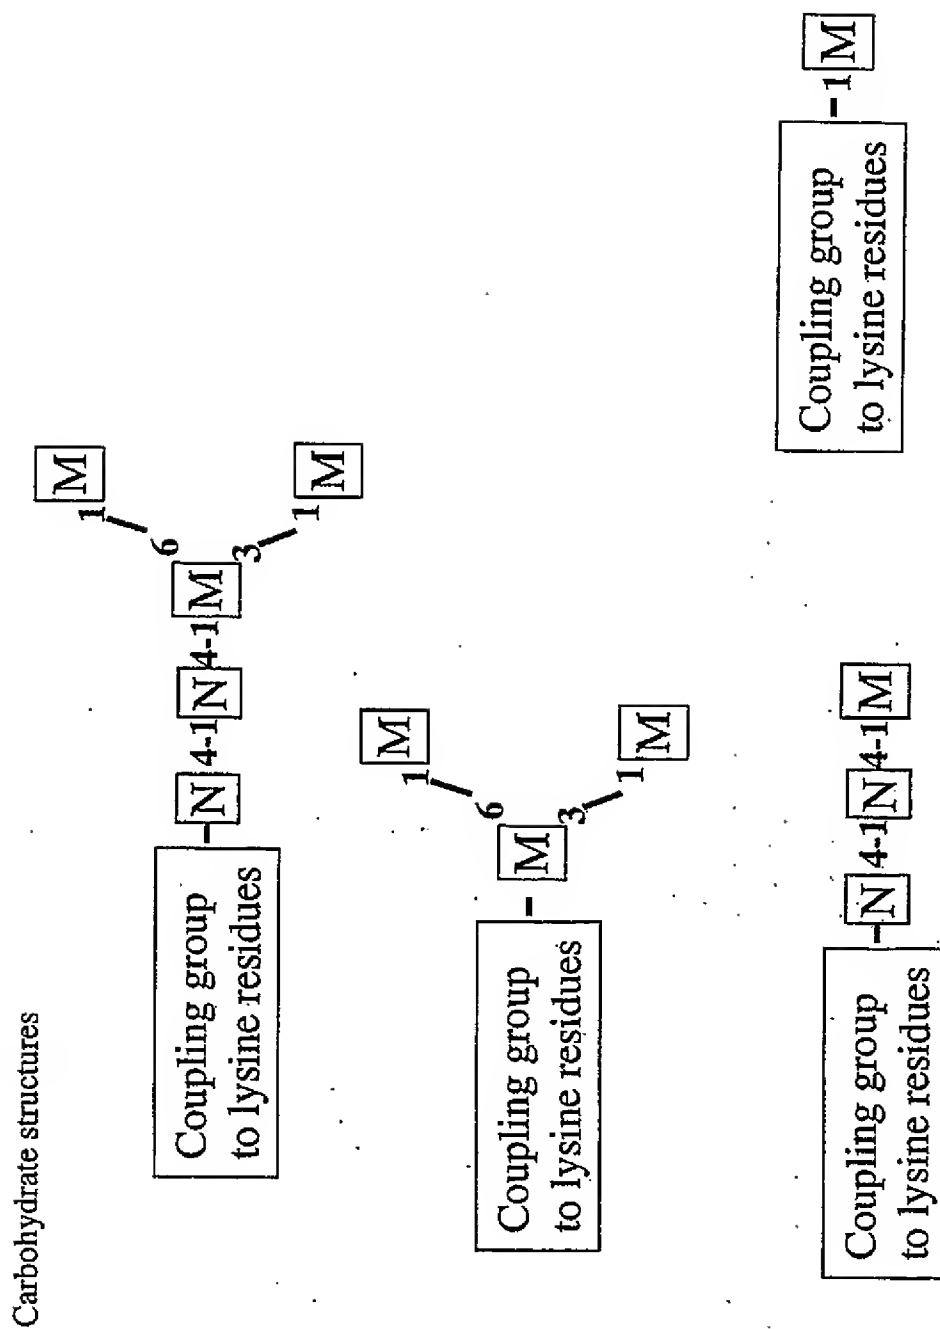 Carbohydrate structures
Coupling group
to lysine residues
N 4-1 N 4-1 M
6
1
M
3
1
M
Coupling group
to lysine residues
M
6
1
M
3
1
M
Coupling group
to lysine residues
N 4-1 N 4-1 M
Coupling group
to lysine residues
1 M